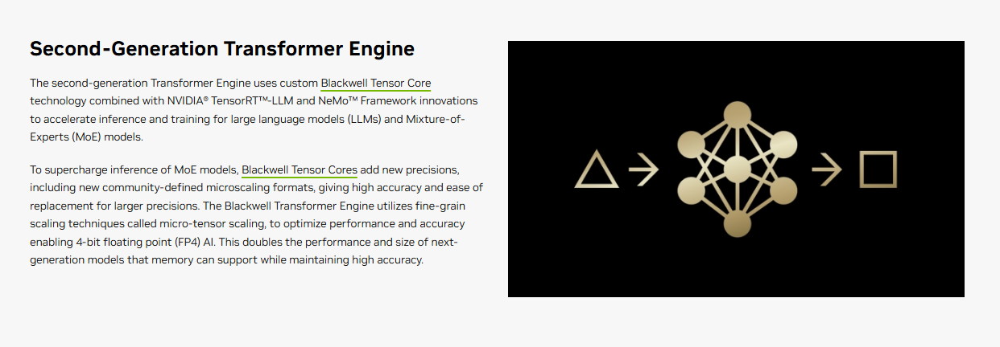 Second-Generation Transformer Engine
The second-generation Transformer Engine uses custom Blackwell Tensor Core
technology combined with NVIDIA® TensorRT™-LLM and NeMo™ Framework innovations
to accelerate inference and training for large language models (LLMs) and Mixture-of-
Experts (MoE) models.
To supercharge inference of MoE models, Blackwell Tensor Cores add new precisions,
including new community-defined microscaling formats, giving high accuracy and ease of
replacement for larger precisions. The Blackwell Transformer Engine utilizes fine-grain
scaling techniques called micro-tensor scaling, to optimize performance and accuracy
enabling 4-bit floating point (FP4) AI. This doubles the performance and size of next-
generation models that memory can support while maintaining high accuracy.